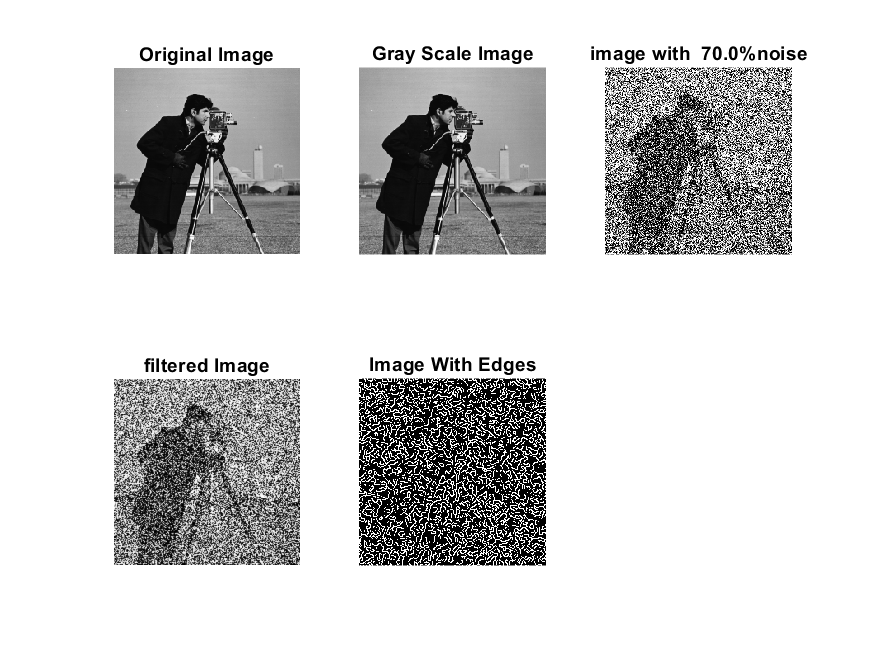 Original Image
Gray Scale Image
image with  70.0%noise
filtered Image
Image With Edges